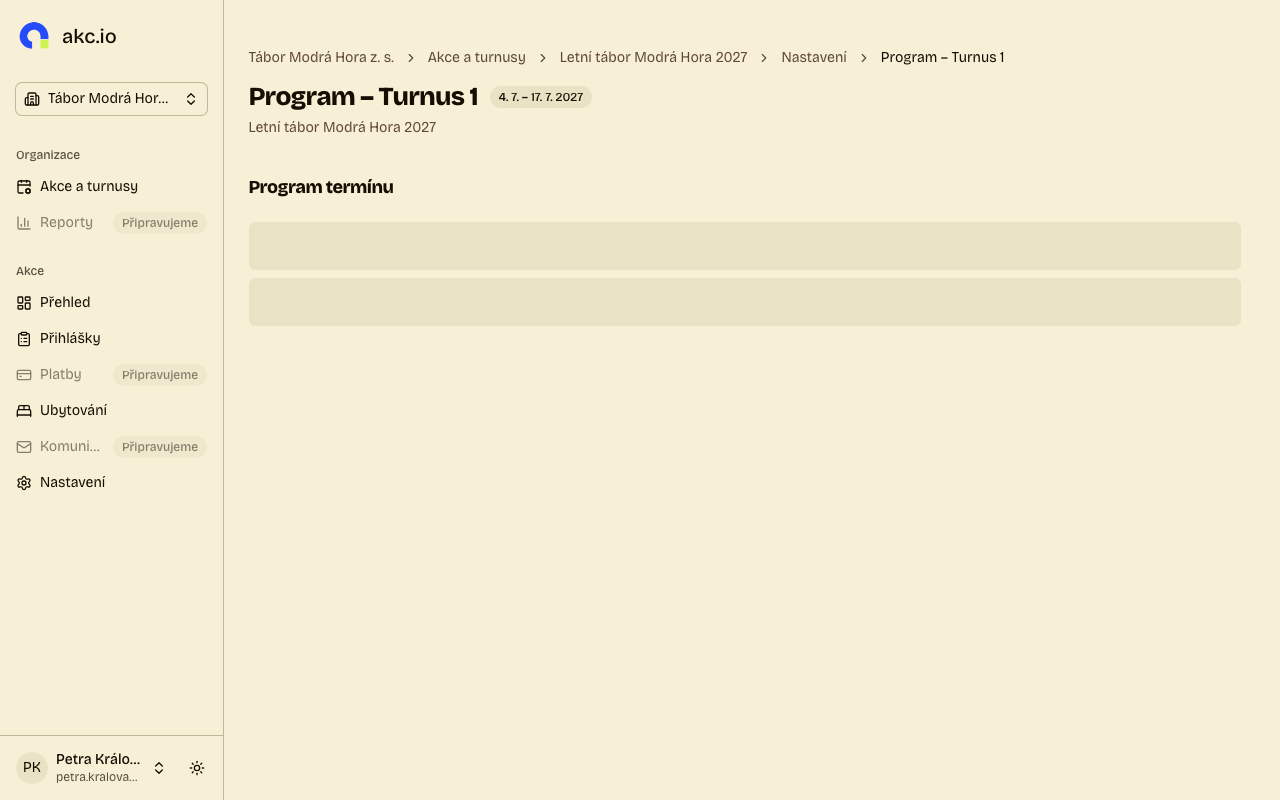 akc.io
Tábor Modrá Hor...
Organizace
Akce a turnusy
Reporty Připravujeme
Akce
Přehled
Přihlášky
Platby Připravujeme
Ubytování
Komuni... Připravujeme
Nastavení
PK
Petra Králo...
petra.kralova...
Tábor Modrá Hora z. s. > Akce a turnusy > Letní tábor Modrá Hora 2027 > Nastavení > Program – Turnus 1
Program – Turnus 1 4. 7. – 17. 7. 2027
Letní tábor Modrá Hora 2027
Program termínu